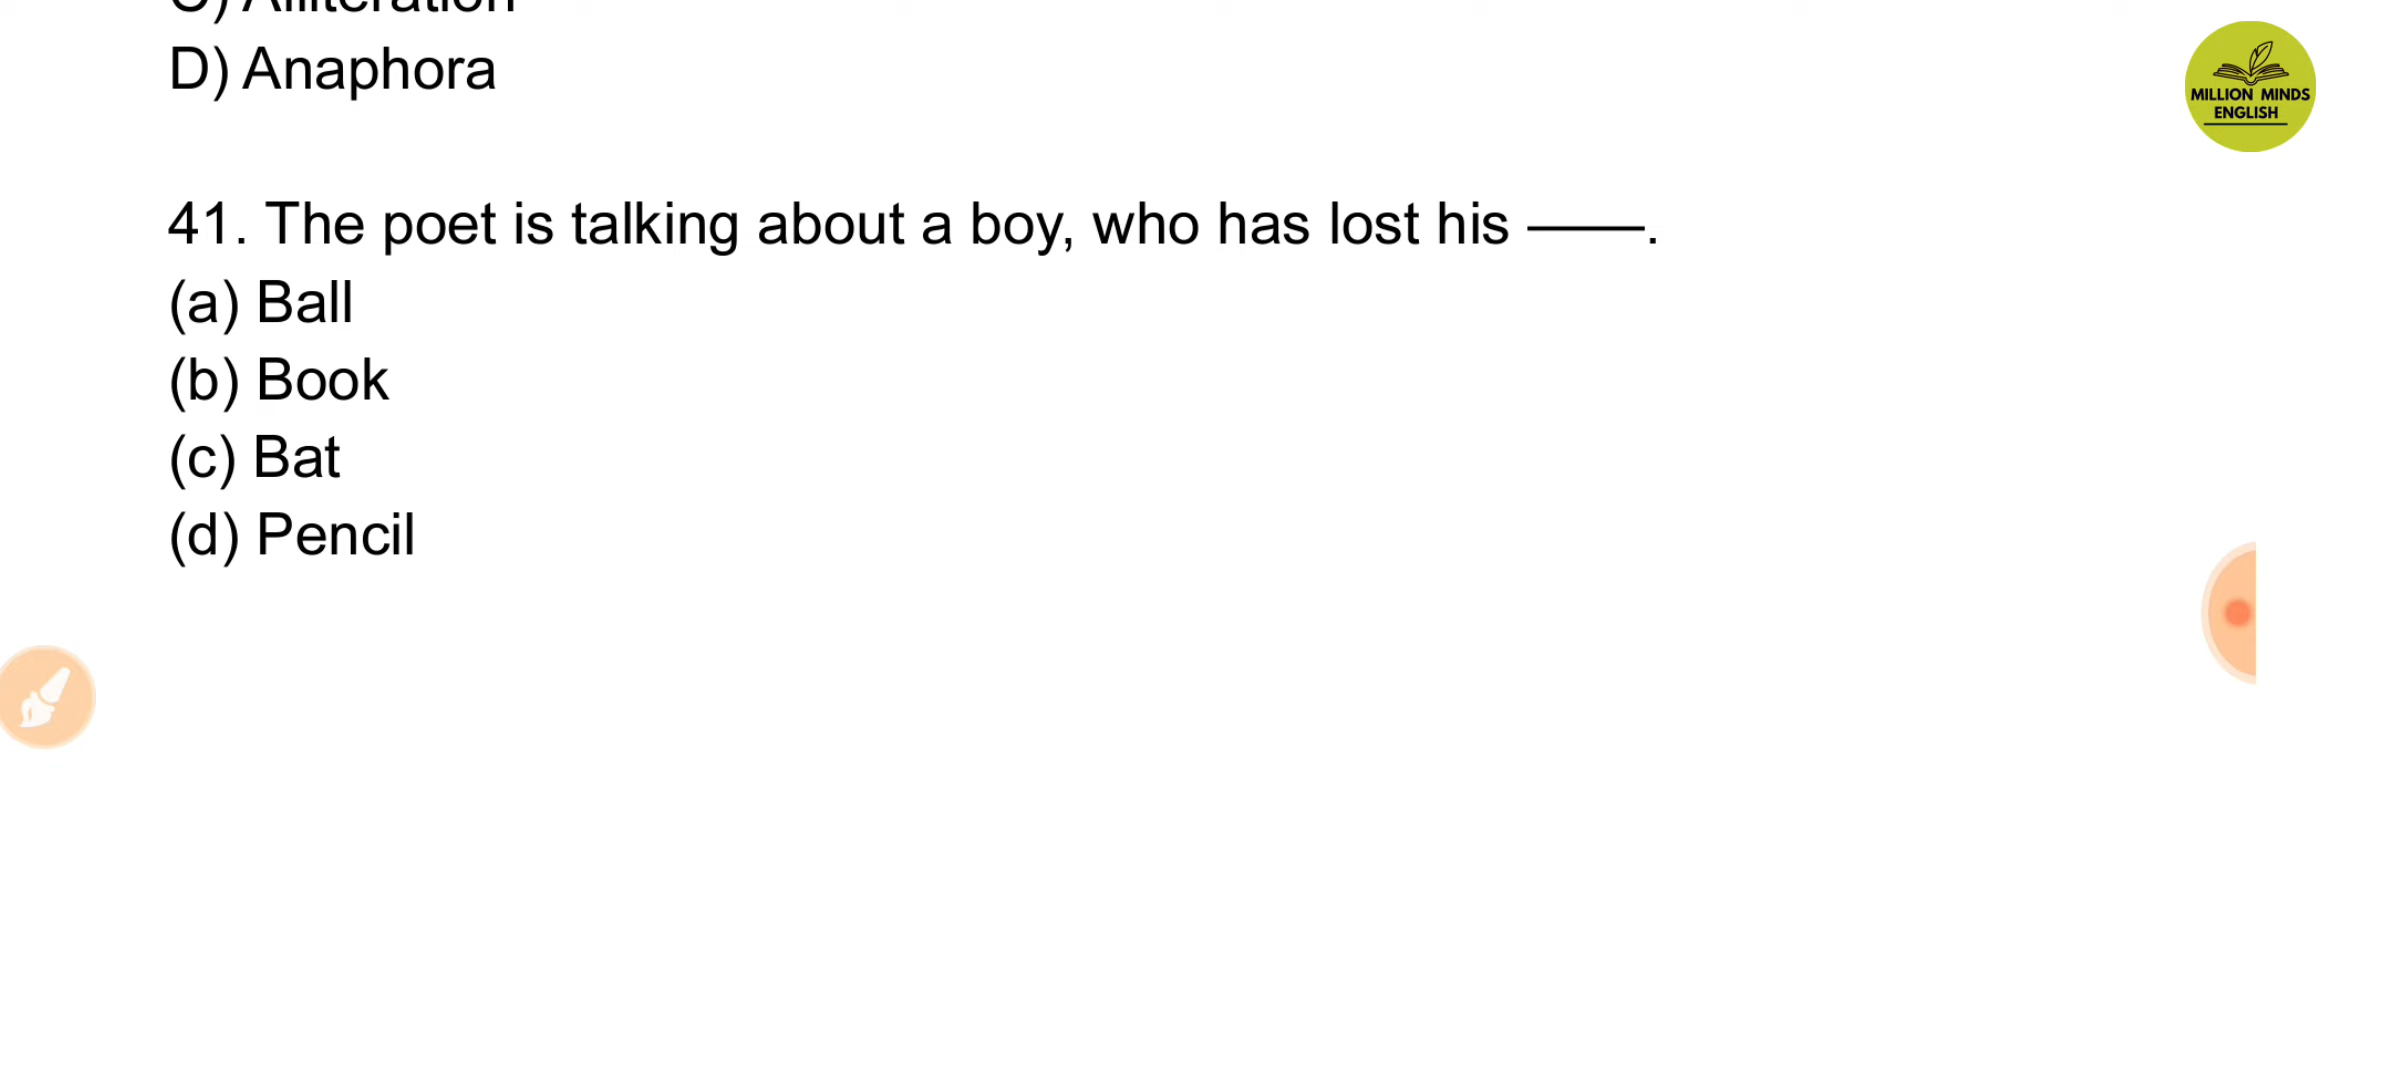 C) Alliteration
D) Anaphora
MILLION MINDS
ENGLISH
41. The poet is talking about a boy, who has lost his ——.
(a) Ball
(b) Book
(c) Bat
(d) Pencil